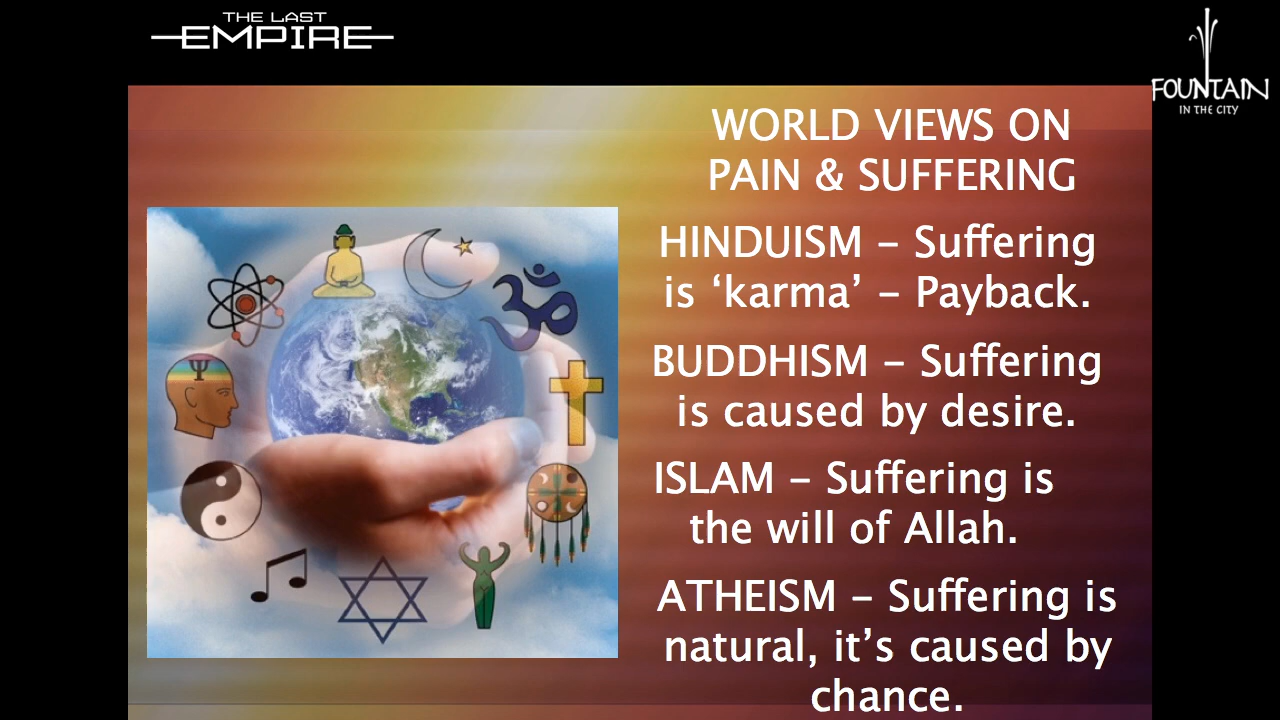 THE LAST
EMPIRE
FOUNTAIN
IN THE CITY
WORLD VIEWS ON
PAIN & SUFFERING
HINDUISM – Suffering
is ‘karma’ – Payback.
BUDDHISM – Suffering
is caused by desire.
ISLAM – Suffering is
the will of Allah.
ATHEISM – Suffering is
natural, it’s caused by
chance.
ॐ
Ψ